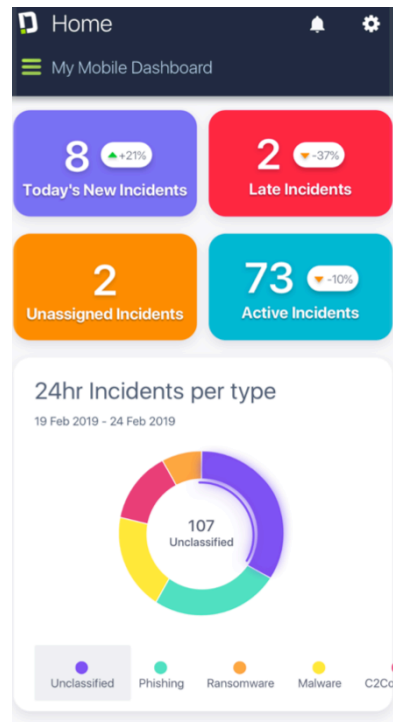 Home
My Mobile Dashboard
8 +21%
Today's New Incidents
2 -37%
Late Incidents
2
Unassigned Incidents
73 -10%
Active Incidents
24hr Incidents per type
19 Feb 2019 - 24 Feb 2019
107
Unclassified
Unclassified Phishing Ransomware Malware C2Co